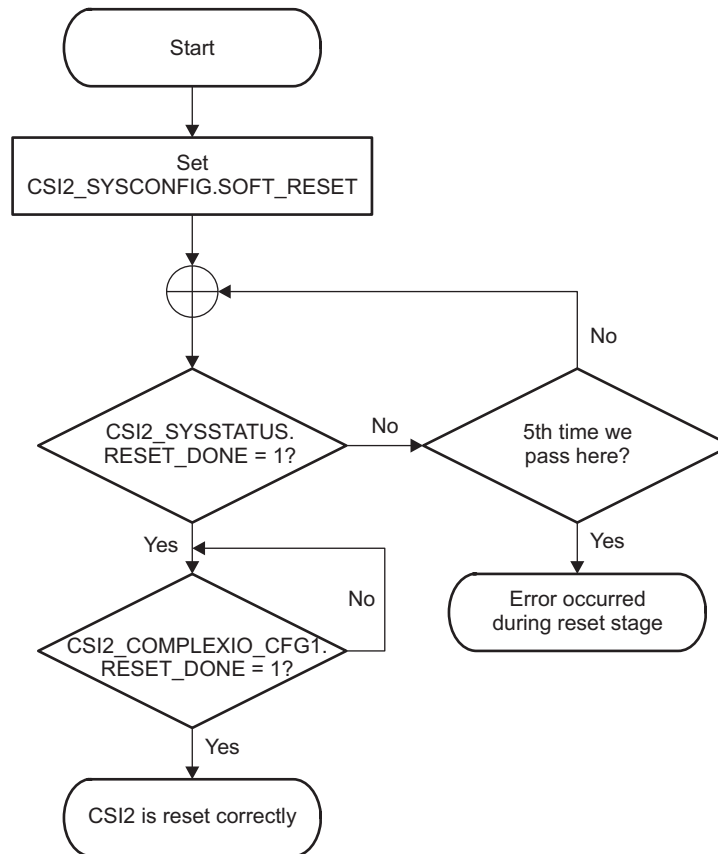 Start
Set
CSI2_SYSCONFIG.SOFT_RESET
No
CSI2_SYSSTATUS.
RESET_DONE = 1?
No
5th time we
pass here?
Yes
Yes
No
Error occurred
during reset stage
CSI2_COMPLEXIO_CFG1.
RESET_DONE = 1?
Yes
CSI2 is reset correctly